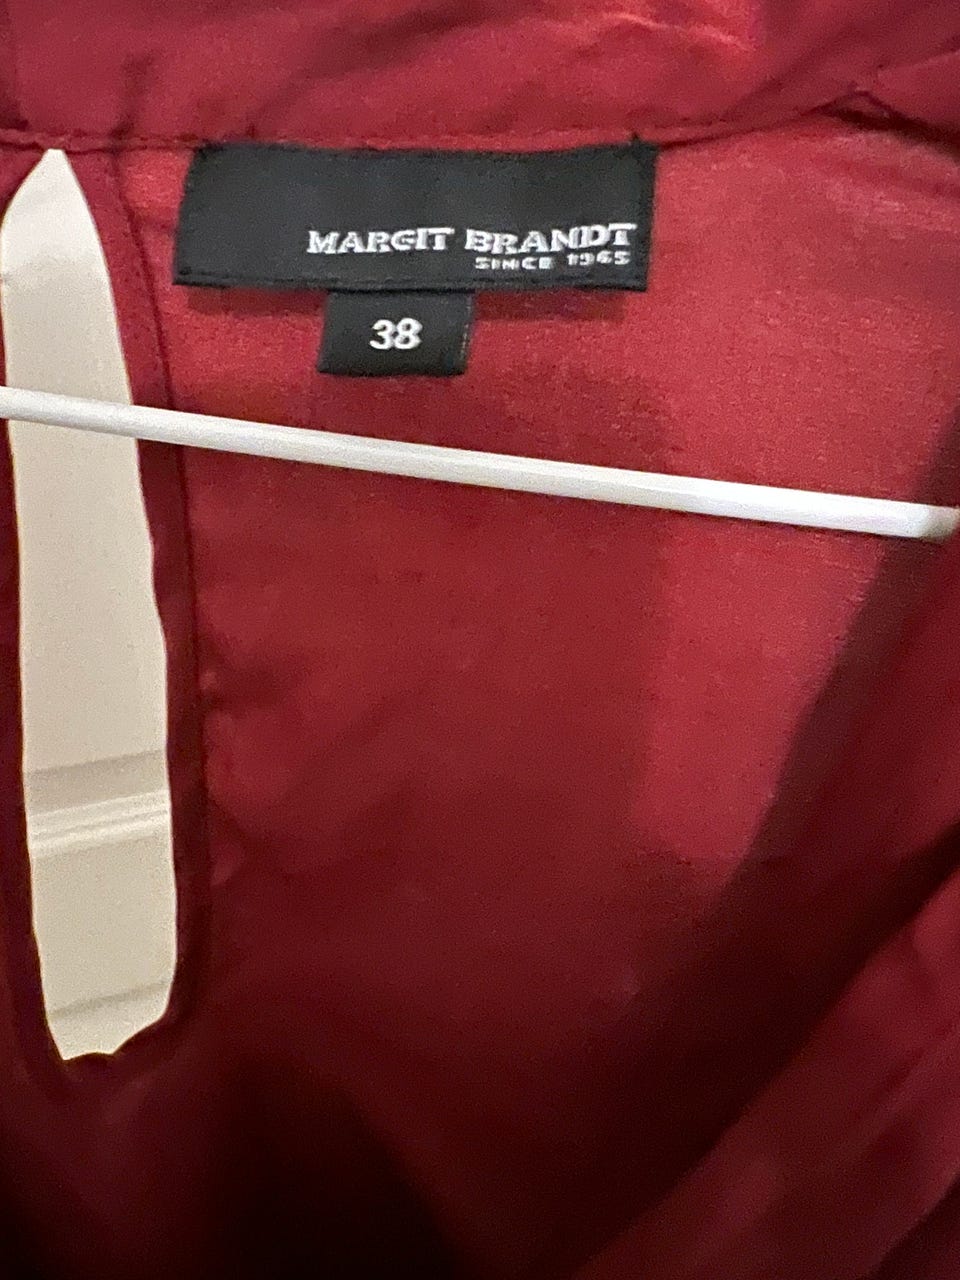 MARGIT BRANDT
SINCE 1965
38